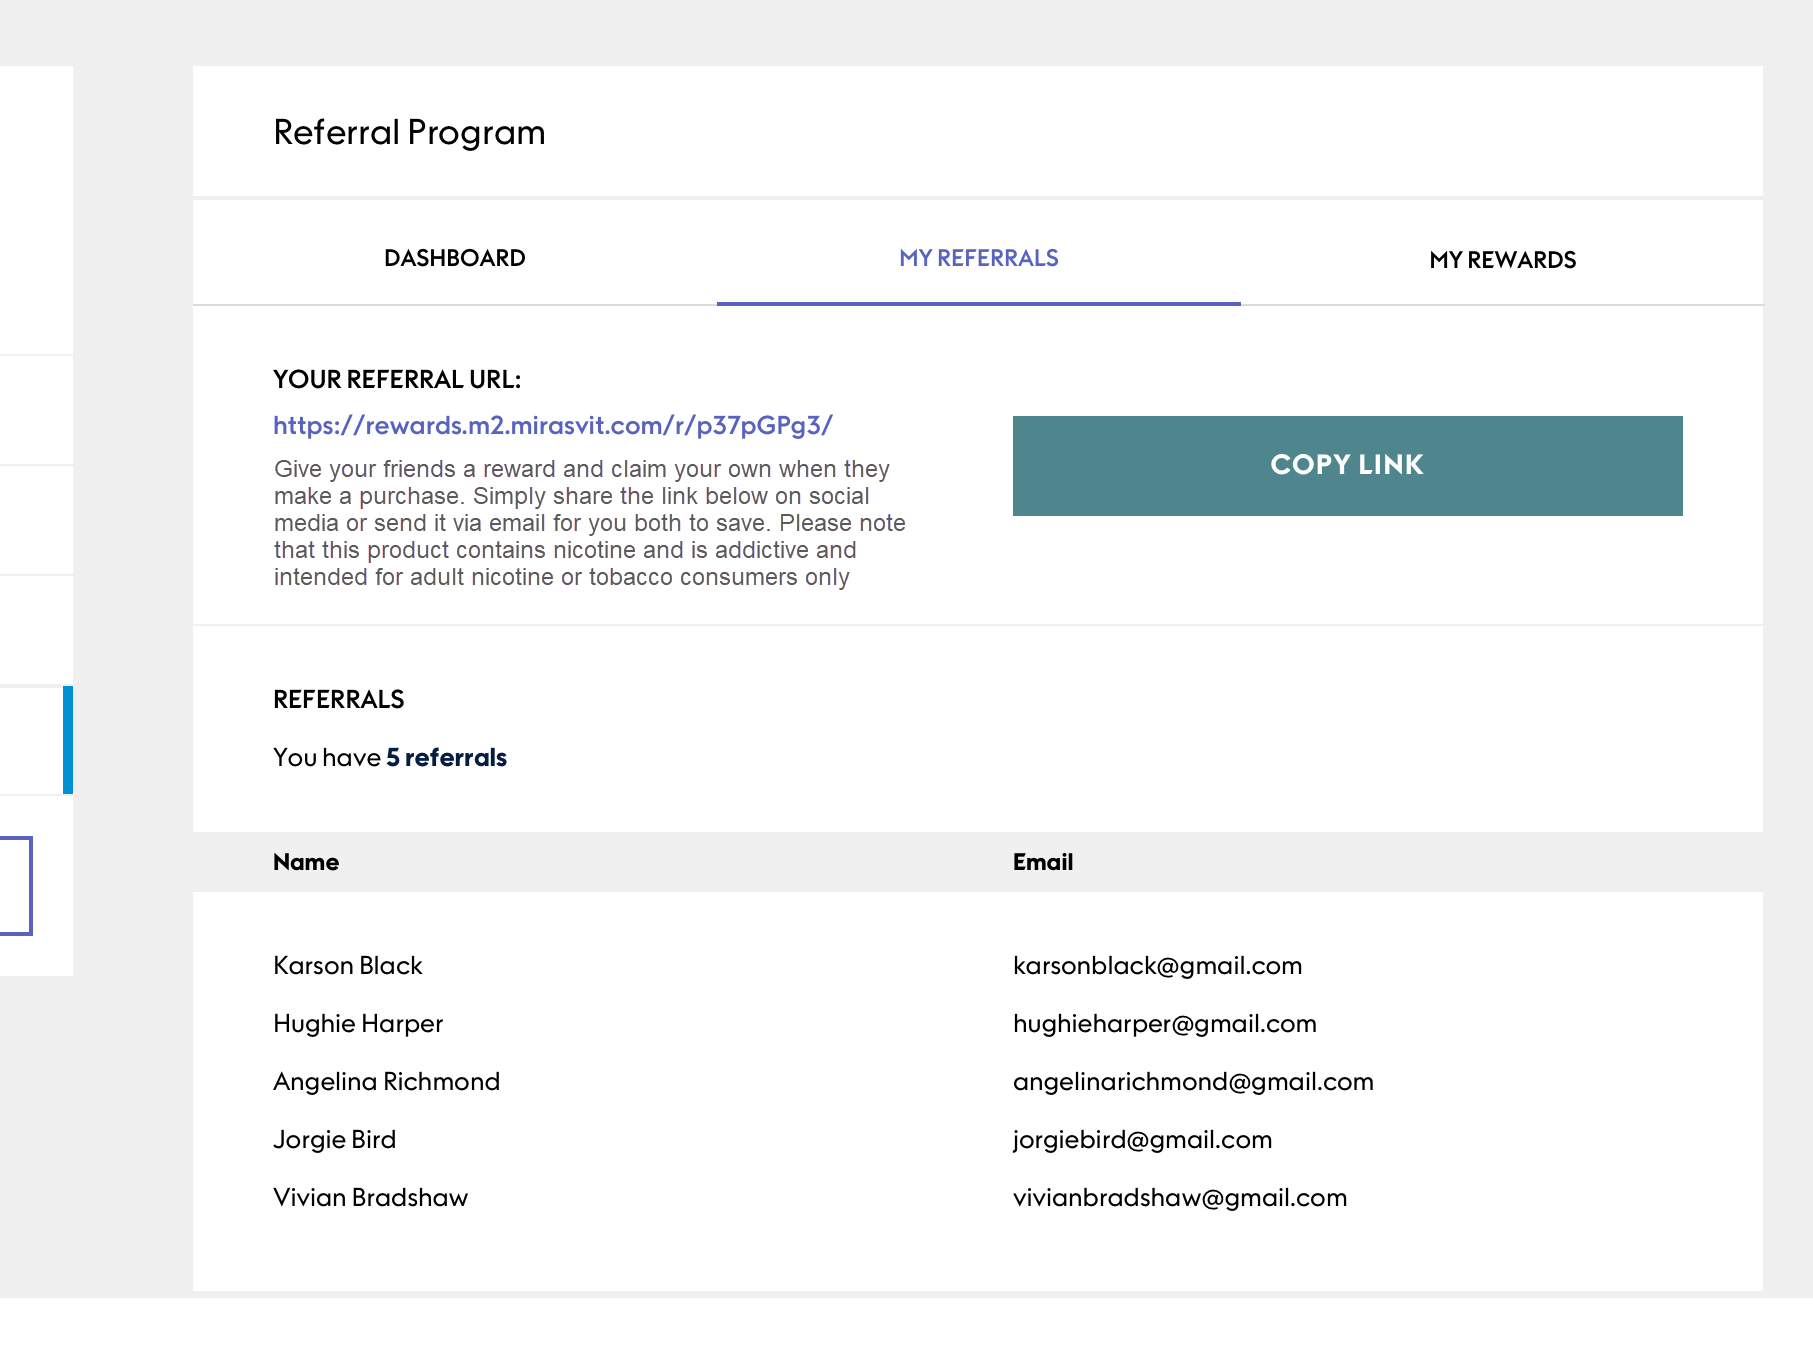 Referral Program
DASHBOARD
MY REFERRALS
MY REWARDS
YOUR REFERRAL URL:
https://rewards.m2.mirasvit.com/r/p37pGPg3/
COPY LINK
Give your friends a reward and claim your own when they
make a purchase. Simply share the link below on social
media or send it via email for you both to save. Please note
that this product contains nicotine and is addictive and
intended for adult nicotine or tobacco consumers only
REFERRALS
You have 5 referrals
Name Email
Karson Black karsonblack@gmail.com
Hughie Harper hughieharper@gmail.com
Angelina Richmond angelinarichmond@gmail.com
Jorgie Bird jorgiebird@gmail.com
Vivian Bradshaw vivianbradshaw@gmail.com